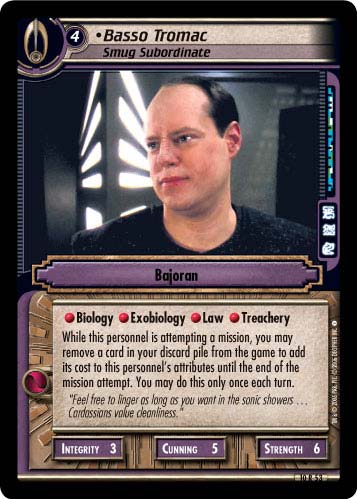 4
•Basso Tromac
Smug Subordinate
Bajoran
Biology Exobiology Law Treachery
While this personnel is attempting a mission, you may
remove a card in your discard pile from the game to add
its cost to this personnel's attributes until the end of the
mission attempt. You may do this only once each turn.
"Feel free to linger as long as you want in the sonic showers ...
Cardassians value cleanliness."
INTEGRITY 3 CUNNING 5 STRENGTH 6
10 R 53